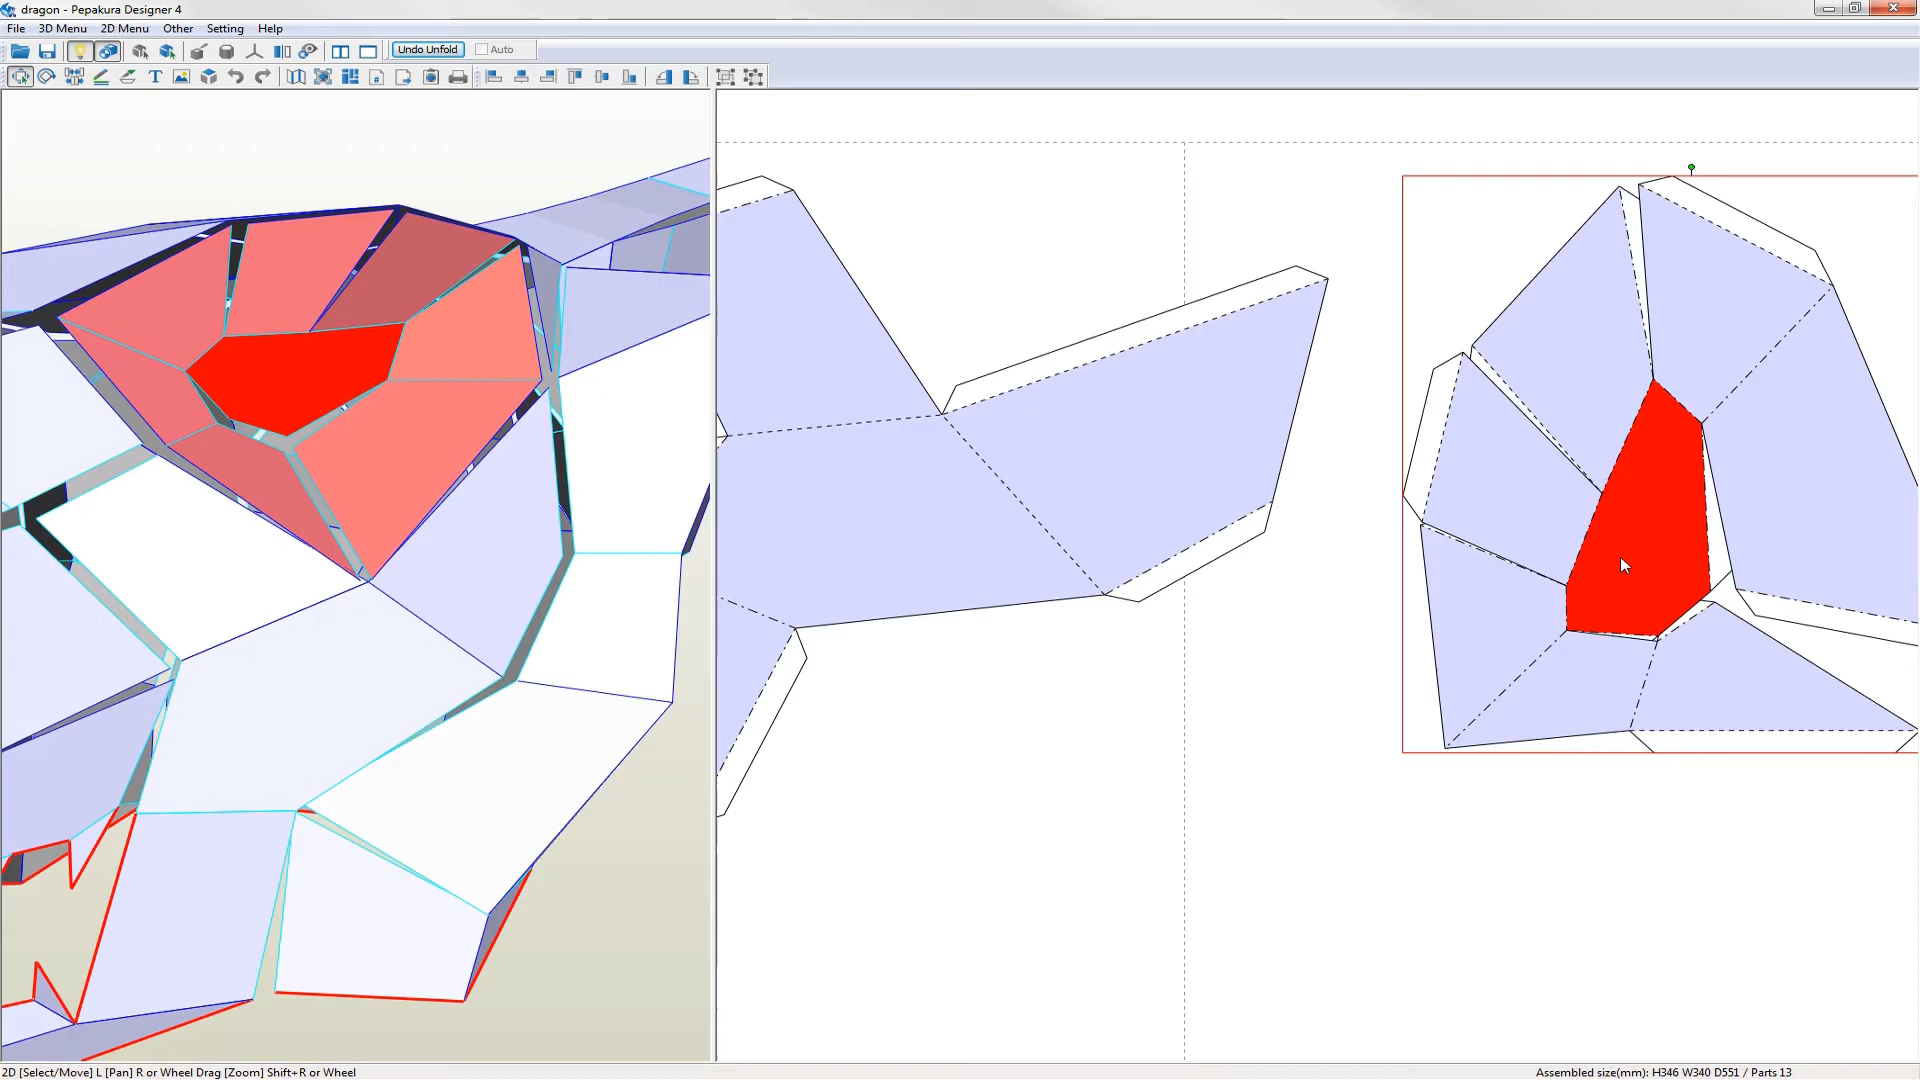 dragon - Pepakura Designer 4
File 3D Menu 2D Menu Other Setting Help
Undo Unfold Auto
2D [Select/Move] L [Pan] R or Wheel Drag [Zoom] Shift+R or Wheel
Assembled size(mm): H346 W340 D551 / Parts 13